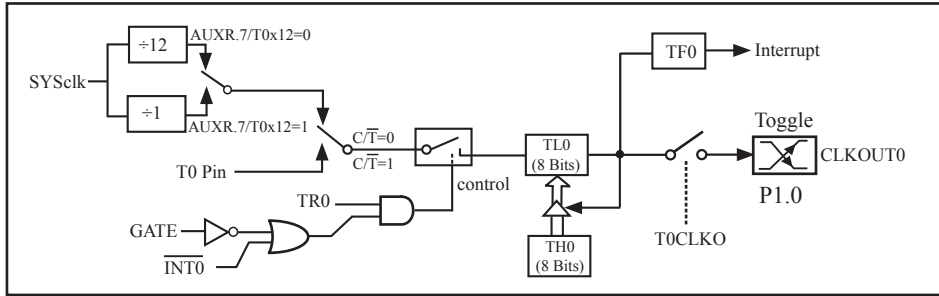 SYSclk
÷12
AUXR.7/T0x12=0
÷1
AUXR.7/T0x12=1
T0 Pin
C/T̅=0
C/T̅=1
control
TR0
GATE
I̅N̅T̅0̅
TL0
(8 Bits)
TH0
(8 Bits)
TF0
Interrupt
Toggle
CLKOUT0
P1.0
T0CLKO